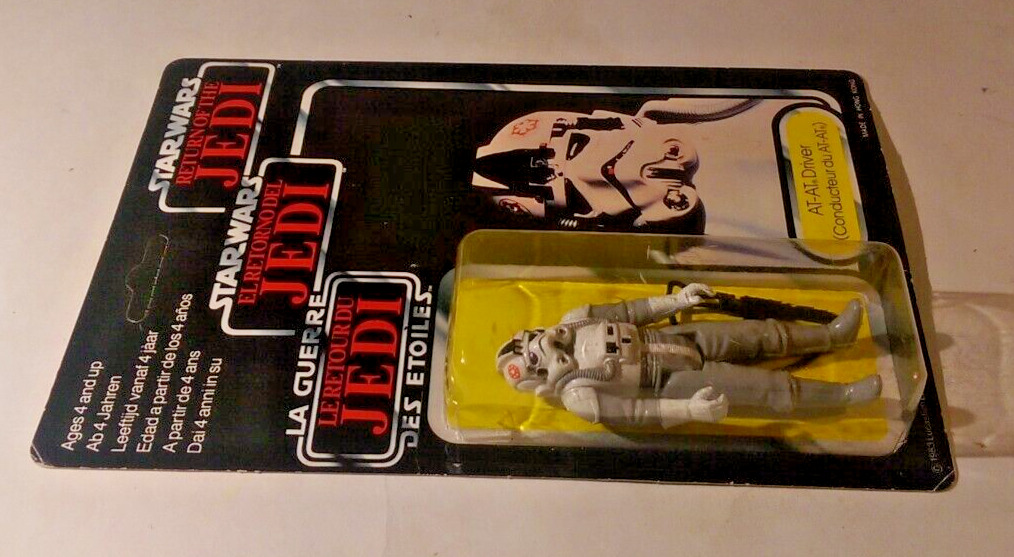 Ages 4 and up
Ab 4 Jahren
Leeftijd vanaf 4 jaar
Edad a partir de los 4 años
A partir de 4 ans
Dai 4 anni in su
STAR WARS
RETURN OF THE
JEDI
STAR WARS
EL RETORNO DEL
JEDI
LA GUERRE
LE RETOUR DU
JEDI
DES ETOILES™
AT-AT® Driver
(Conducteur du AT-AT®)
MADE IN HONG KONG
© 1983